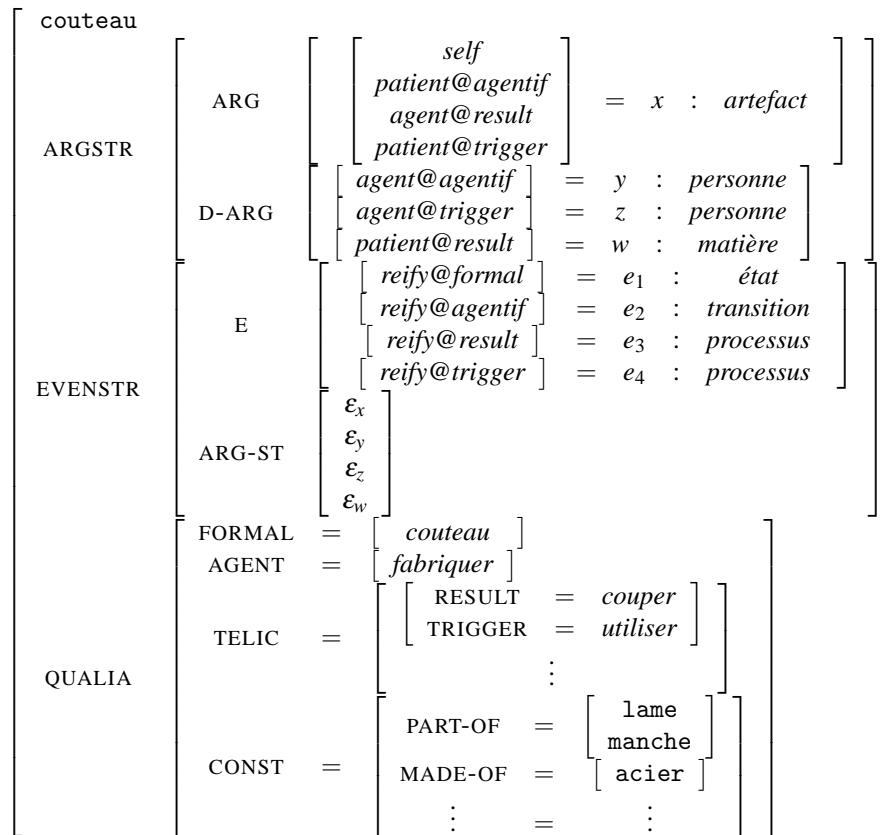 couteau
self
patient@agentif
ARG agent@result = x : artefact
patient@trigger
ARGSTR
agent@agentif = y : personne
D-ARG agent@trigger = z : personne
patient@result = w : matière
reify@formal = e1 : état
reify@agentif = e2 : transition
E
reify@result = e3 : processus
reify@trigger = e4 : processus
EVENSTR
εx
εy
ARG-ST
εz
εw
FORMAL = couteau
AGENT = fabriquer
RESULT = couper
TRIGGER = utiliser
TELIC =
⋮
QUALIA
lame
PART-OF =
manche
CONST = MADE-OF = acier
⋮ = ⋮